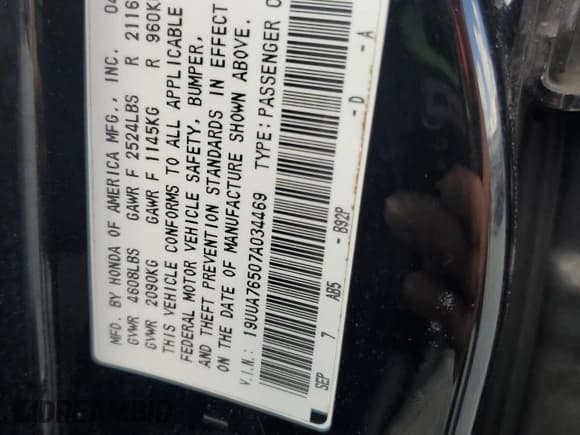 MFD. BY HONDA OF AMERICA MFG., INC. 04
GVWR 4608LBS GAWR F 2524LBS R 2116
GVWR 2090KG GAWR F 1145KG R 960K
THIS VEHICLE CONFORMS TO ALL APPLICABLE
FEDERAL MOTOR VEHICLE SAFETY, BUMPER,
AND THEFT PREVENTION STANDARDS IN EFFECT
ON THE DATE OF MANUFACTURE SHOWN ABOVE.
V.I.N.: 19UUA76507A034469 TYPE: PASSENGER C
SEP 7 AB5 - B92P - D - A
DREAMBID